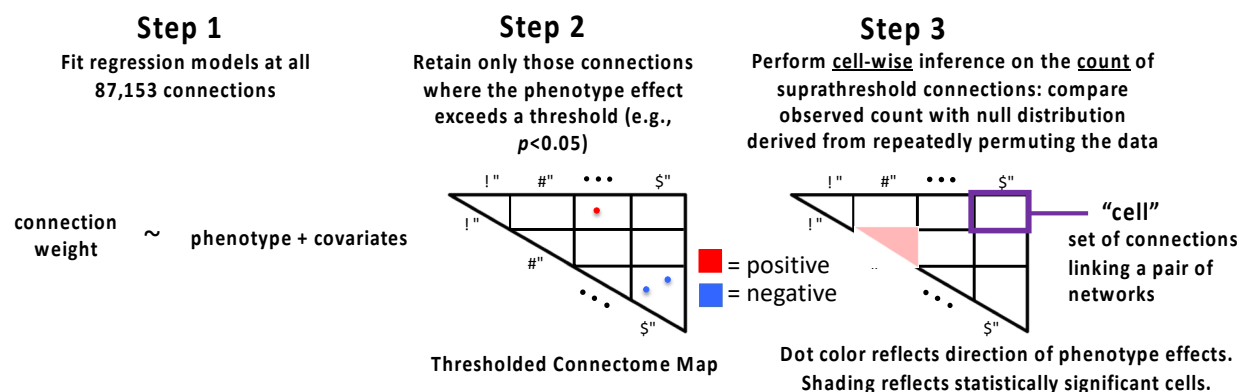 Step 1
Fit regression models at all
87,153 connections
connection
weight
~
phenotype + covariates
Step 2
Retain only those connections
where the phenotype effect
exceeds a threshold (e.g.,
p<0.05)
!" #" ••• $"
!"
#"
•••
$"
= positive
= negative
Thresholded Connectome Map
Step 3
Perform cell-wise inference on the count of
suprathreshold connections: compare
observed count with null distribution
derived from repeatedly permuting the data
!" #" ••• $"
!"
•••
$"
“cell”
set of connections
linking a pair of
networks
Dot color reflects direction of phenotype effects.
Shading reflects statistically significant cells.